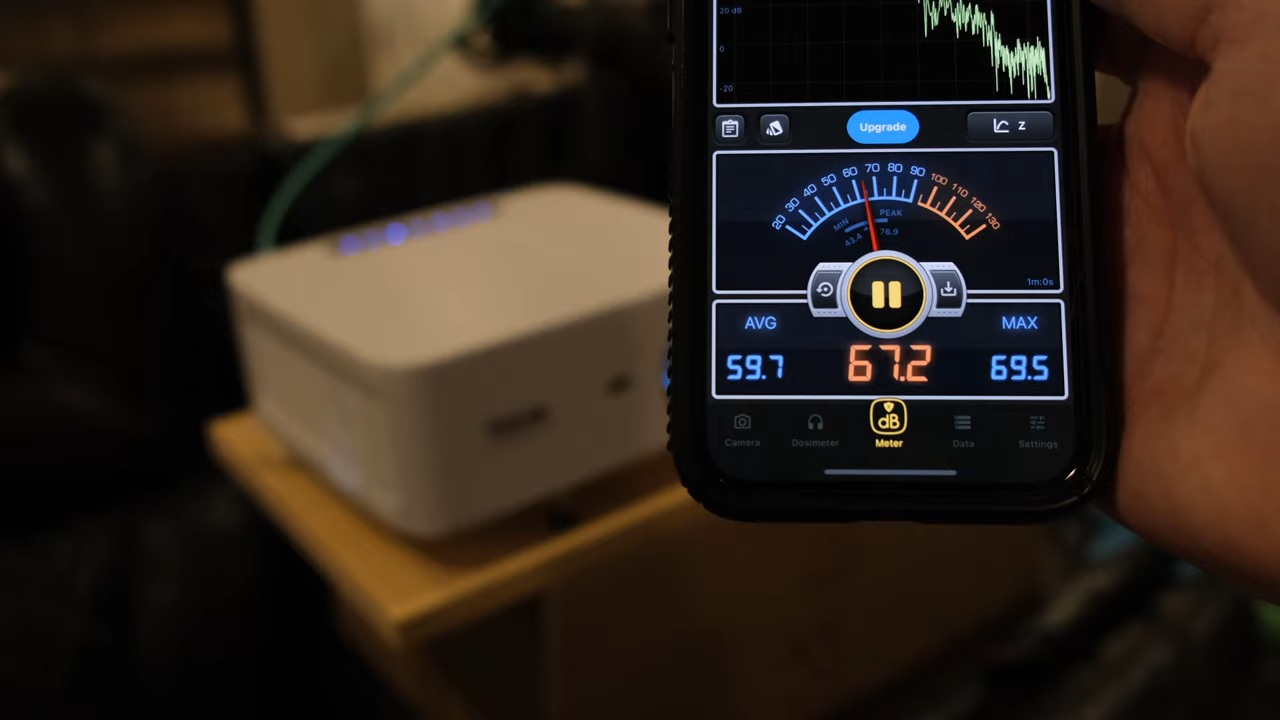 20 dB
0
-20
Upgrade
Z
20 30 40 50 60 70 80 90 100 110 120 130
MIN PEAK
43.4 76.9
1m:0s
AVG MAX
59.7 67.2 69.5
dB
Camera Dosimeter Meter Data Settings